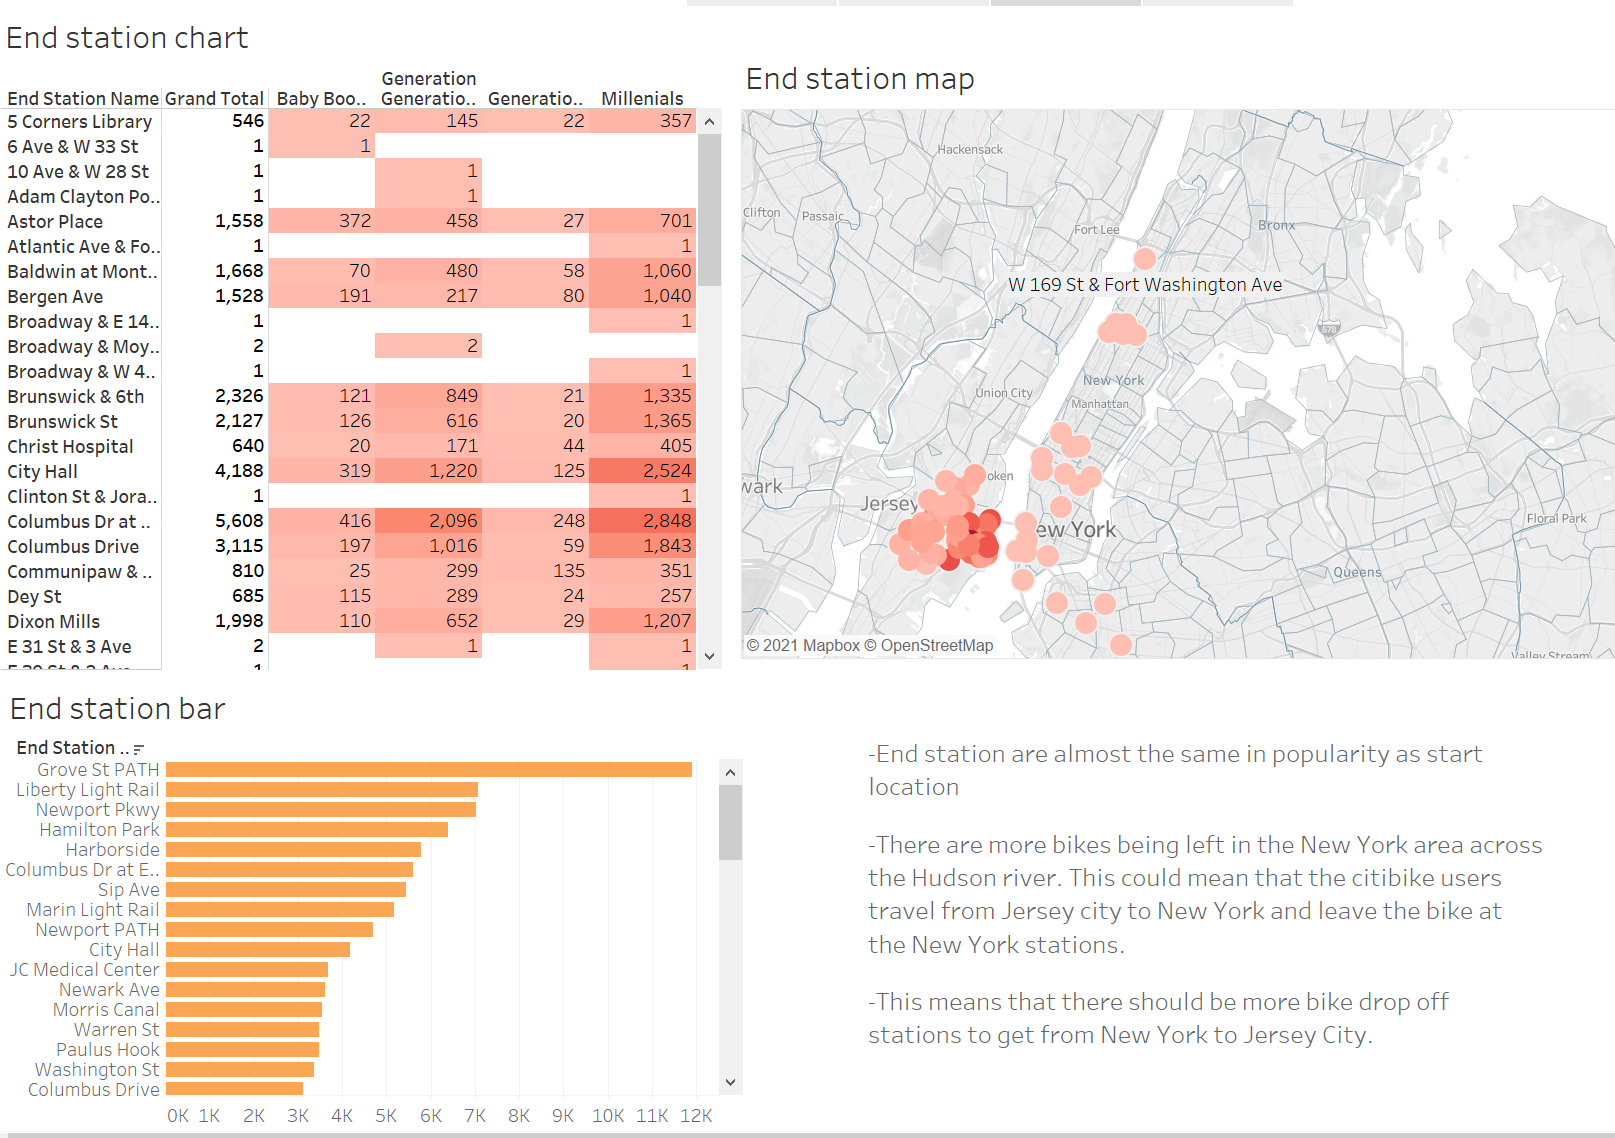 End station chart
Generation
End Station Name Grand Total Baby Boo.. Generatio.. Generatio.. Millenials
5 Corners Library 546 22 145 22 357
6 Ave & W 33 St 1 1
10 Ave & W 28 St 1 1
Adam Clayton Po.. 1 1
Astor Place 1,558 372 458 27 701
Atlantic Ave & Fo.. 1 1
Baldwin at Mont.. 1,668 70 480 58 1,060
Bergen Ave 1,528 191 217 80 1,040
Broadway & E 14.. 1 1
Broadway & Moy.. 2 2
Broadway & W 4.. 1 1
Brunswick & 6th 2,326 121 849 21 1,335
Brunswick St 2,127 126 616 20 1,365
Christ Hospital 640 20 171 44 405
City Hall 4,188 319 1,220 125 2,524
Clinton St & Jora.. 1 1
Columbus Dr at .. 5,608 416 2,096 248 2,848
Columbus Drive 3,115 197 1,016 59 1,843
Communipaw & .. 810 25 299 135 351
Dey St 685 115 289 24 257
Dixon Mills 1,998 110 652 29 1,207
E 31 St & 3 Ave 2 1 1
End station map
Hackensack
Clifton
Passaic
Fort Lee
Bronx
W 169 St & Fort Washington Ave
678
New York
Union City
Manhattan
oken
wark
Jersey
ew York
Floral Park
Queens
© 2021 Mapbox © OpenStreetMap
Valley Stream
End station bar
End Station ..
Grove St PATH
Liberty Light Rail
Newport Pkwy
Hamilton Park
Harborside
Columbus Dr at E..
Sip Ave
Marin Light Rail
Newport PATH
City Hall
JC Medical Center
Newark Ave
Morris Canal
Warren St
Paulus Hook
Washington St
Columbus Drive
0K 1K 2K 3K 4K 5K 6K 7K 8K 9K 10K 11K 12K
-End station are almost the same in popularity as start
location
-There are more bikes being left in the New York area across
the Hudson river. This could mean that the citibike users
travel from Jersey city to New York and leave the bike at
the New York stations.
-This means that there should be more bike drop off
stations to get from New York to Jersey City.